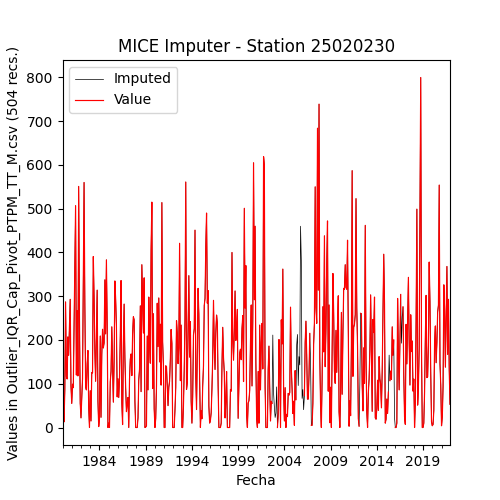 MICE Imputer - Station 25020230
Imputed
Value
Values in Outlier_IQR_Cap_Pivot_PTPM_TT_M.csv (504 recs.)
800
700
600
500
400
300
200
100
0
1984 1989 1994 1999 2004 2009 2014 2019
Fecha